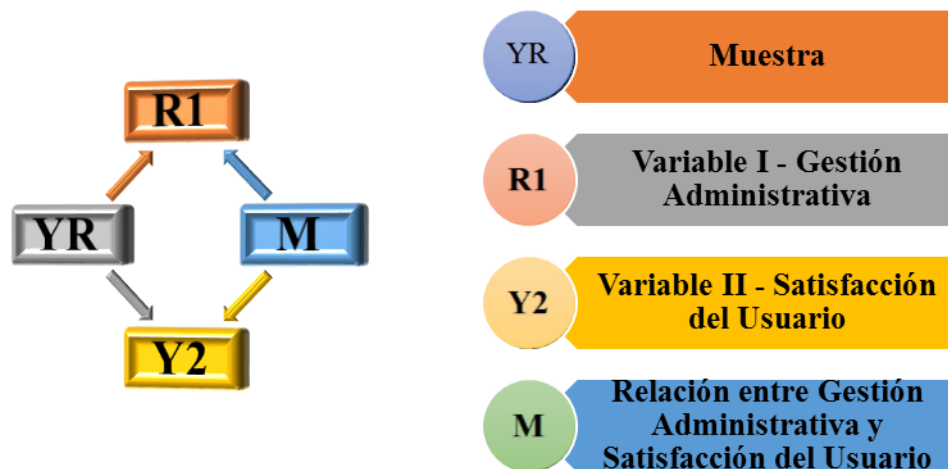 R1
YR
M
Y2
YR
Muestra
R1
Variable I - Gestión
Administrativa
Y2
Variable II - Satisfacción
del Usuario
M
Relación entre Gestión
Administrativa y
Satisfacción del Usuario